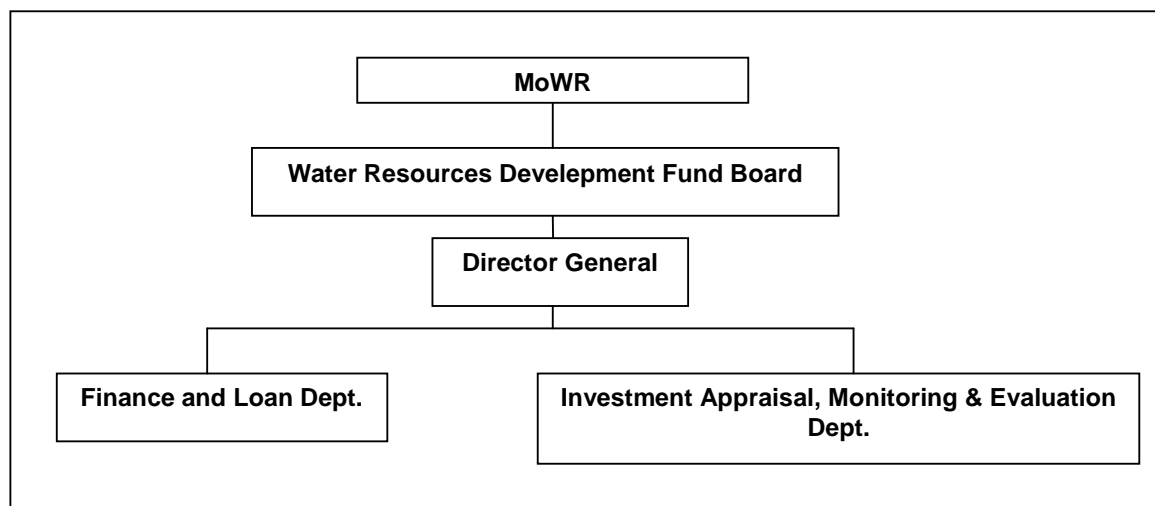 MoWR
Water Resources Develepment Fund Board
Director General
Finance and Loan Dept.
Investment Appraisal, Monitoring & Evaluation
Dept.